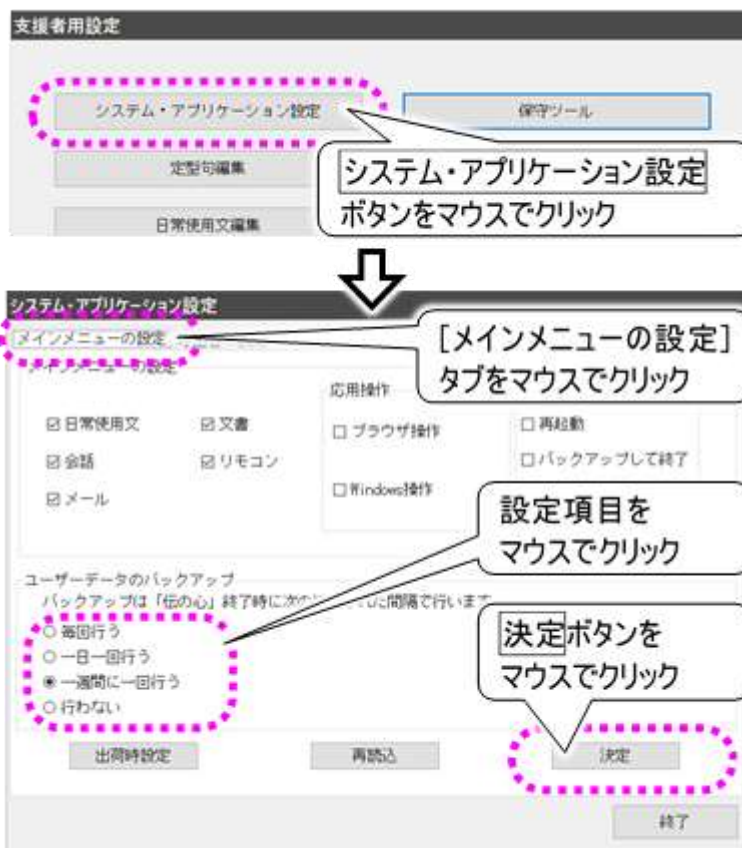 支援者用設定
システム・アプリケーション設定
保守ツール
定型句編集
システム・アプリケーション設定
ボタンをマウスでクリック
日常使用文編集
システム・アプリケーション設定
メインメニューの設定
[メインメニューの設定]
タブをマウスでクリック
メインメニューの設定
応用操作
日常使用文
文書
ブラウザ操作
再起動
会話
リモコン
バックアップして終了
メール
Windows操作
設定項目を
マウスでクリック
ユーザーデータのバックアップ
バックアップは「伝の心」終了時に次の
た間隔で行います
毎回行う
一日一回行う
一週間に一回行う
行わない
決定ボタンを
マウスでクリック
出荷時設定
再読込
決定
終了